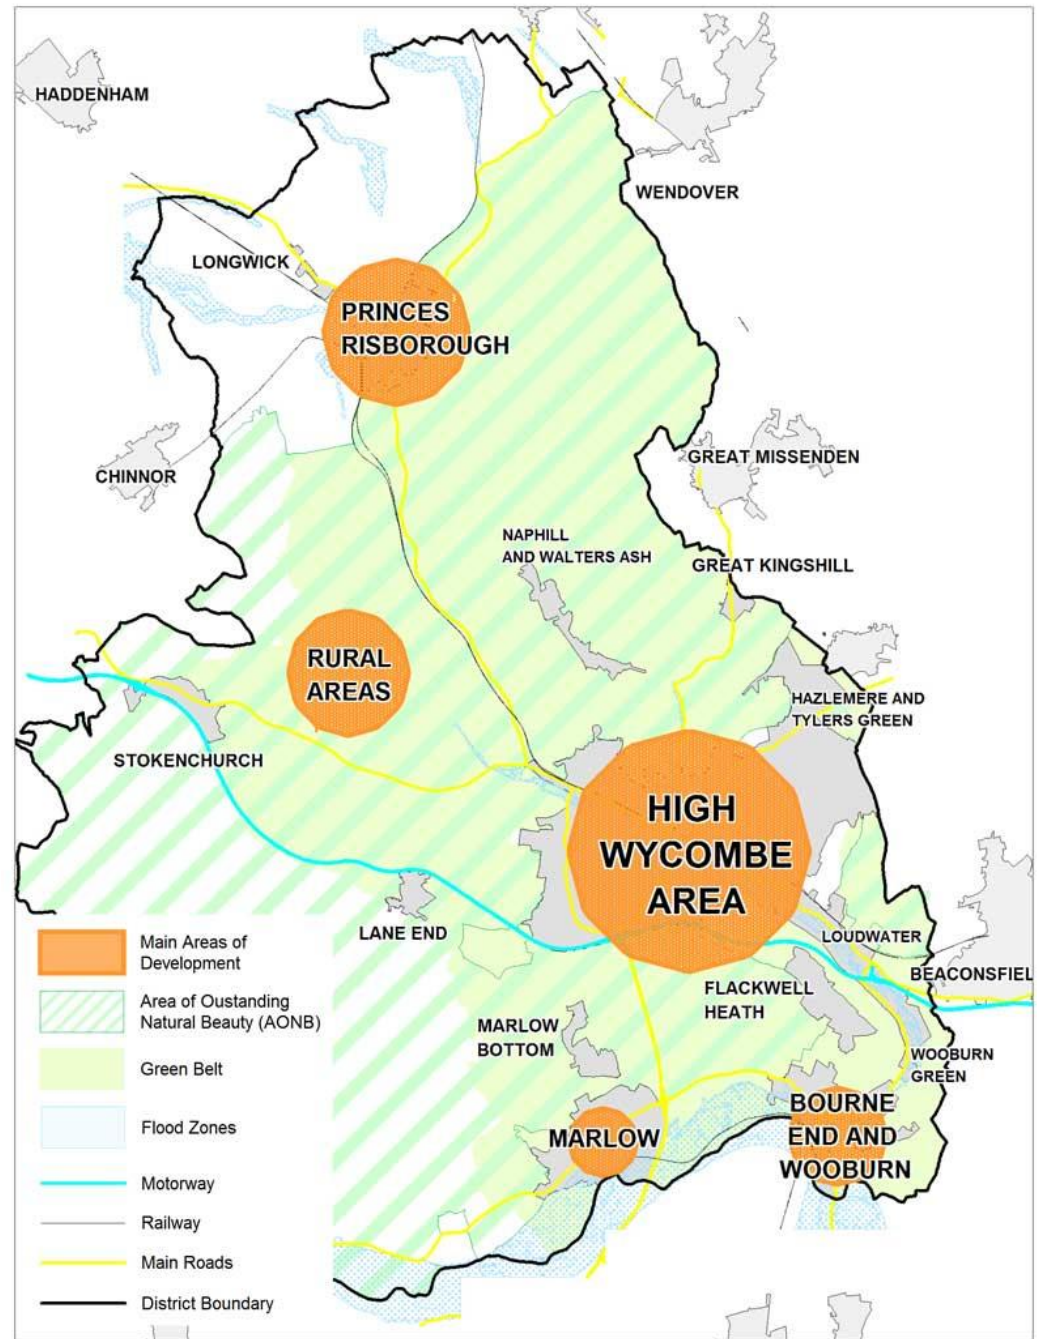 HADDENHAM
WENDOVER
LONGWICK
PRINCES
RISBOROUGH
GREAT MISSENDEN
CHINNOR
NAPHILL
AND WALTERS ASH
GREAT KINGSHILL
RURAL
AREAS
HAZLEMERE AND
TYLERS GREEN
STOKENCHURCH
HIGH
WYCOMBE
AREA
LANE END
LOUDWATER
BEACONSFIEL
FLACKWELL
HEATH
MARLOW
BOTTOM
WOOBURN
GREEN
BOURNE
END AND
WOOBURN
MARLOW
Main Areas of
Development
Area of Oustanding
Natural Beauty (AONB)
Green Belt
Flood Zones
Motorway
Railway
Main Roads
District Boundary